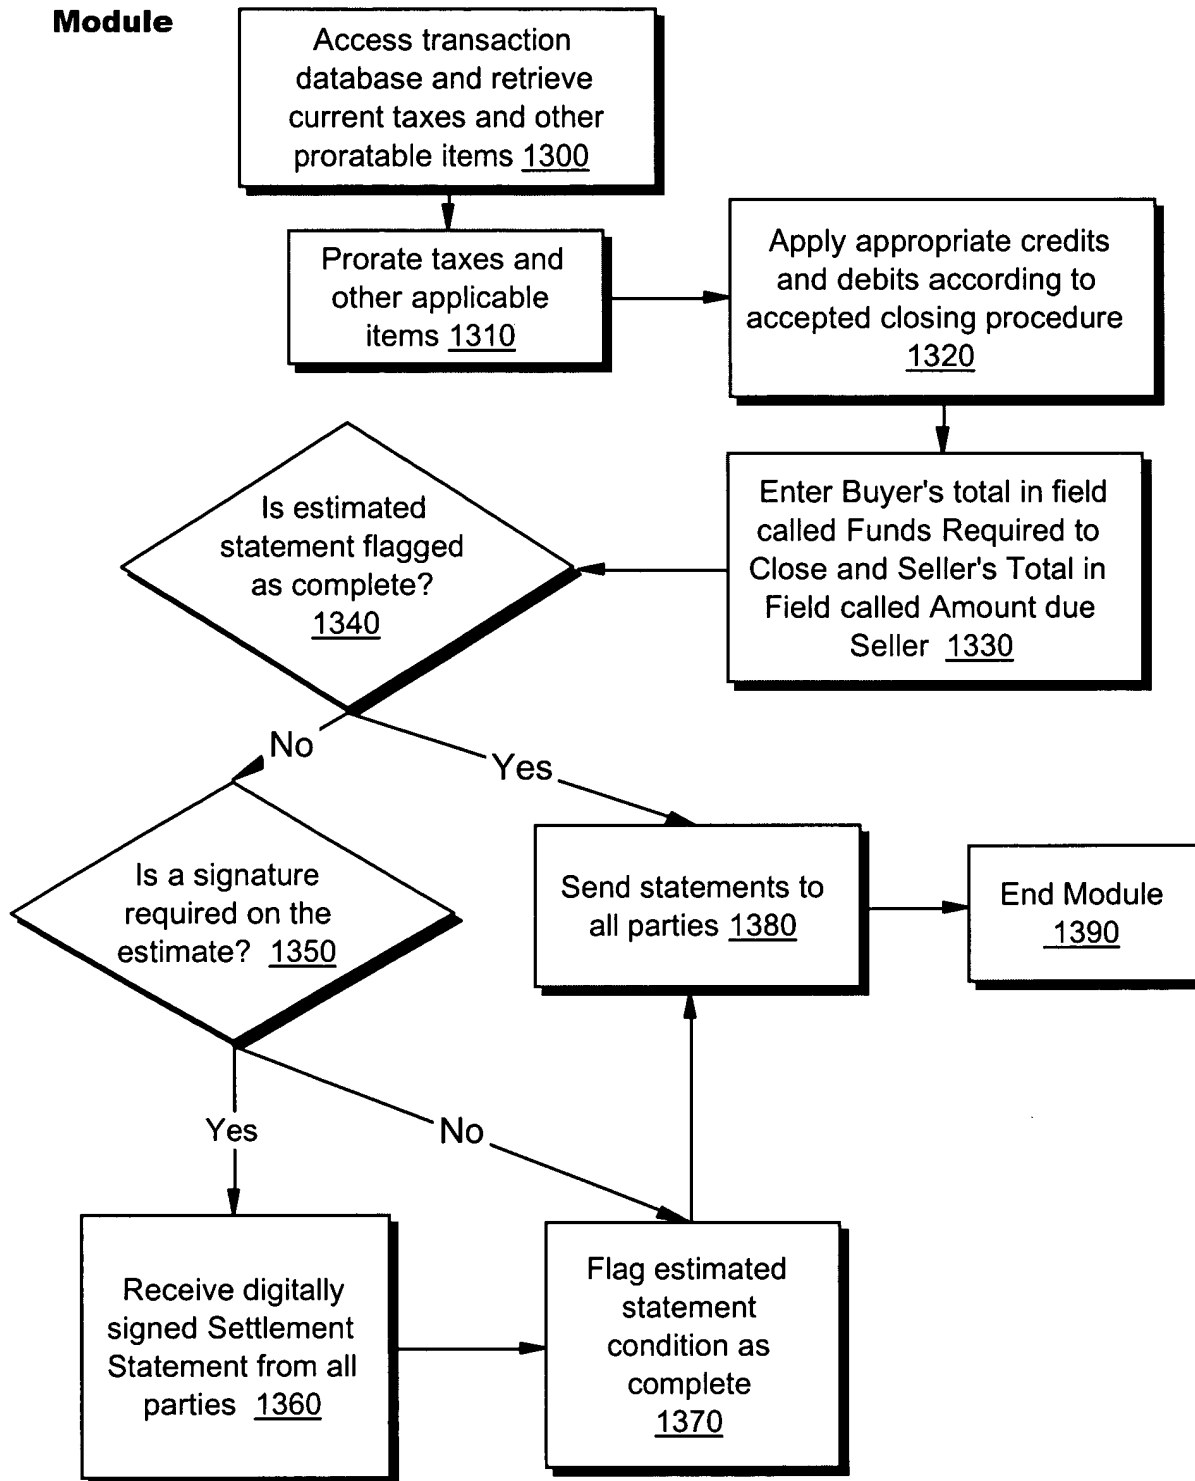 Module
Access transaction
database and retrieve
current taxes and other
proratable items 1300
Prorate taxes and
other applicable
items 1310
Apply appropriate credits
and debits according to
accepted closing procedure
1320
Enter Buyer's total in field
called Funds Required to
Close and Seller's Total in
Field called Amount due
Seller 1330
Is estimated
statement flagged
as complete?
1340
No
Yes
Is a signature
required on the
estimate? 1350
Send statements to
all parties 1380
End Module
1390
Yes
No
Receive digitally
signed Settlement
Statement from all
parties 1360
Flag estimated
statement
condition as
complete
1370